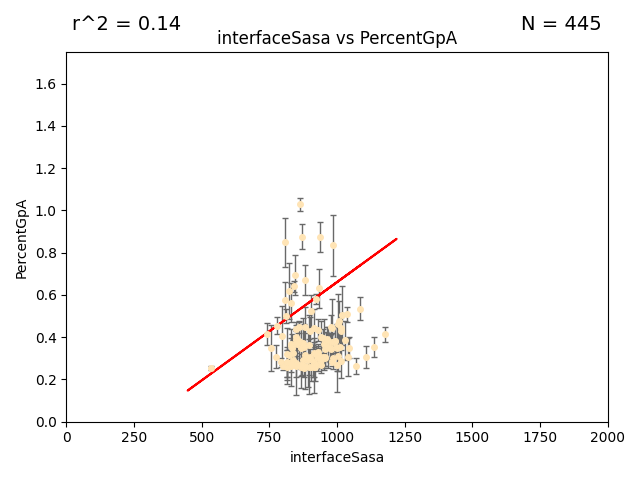 r^2 = 0.14
N = 445
interfaceSasa vs PercentGpA
PercentGpA
1.6
1.4
1.2
1.0
0.8
0.6
0.4
0.2
0.0
0 250 500 750 1000 1250 1500 1750 2000
interfaceSasa